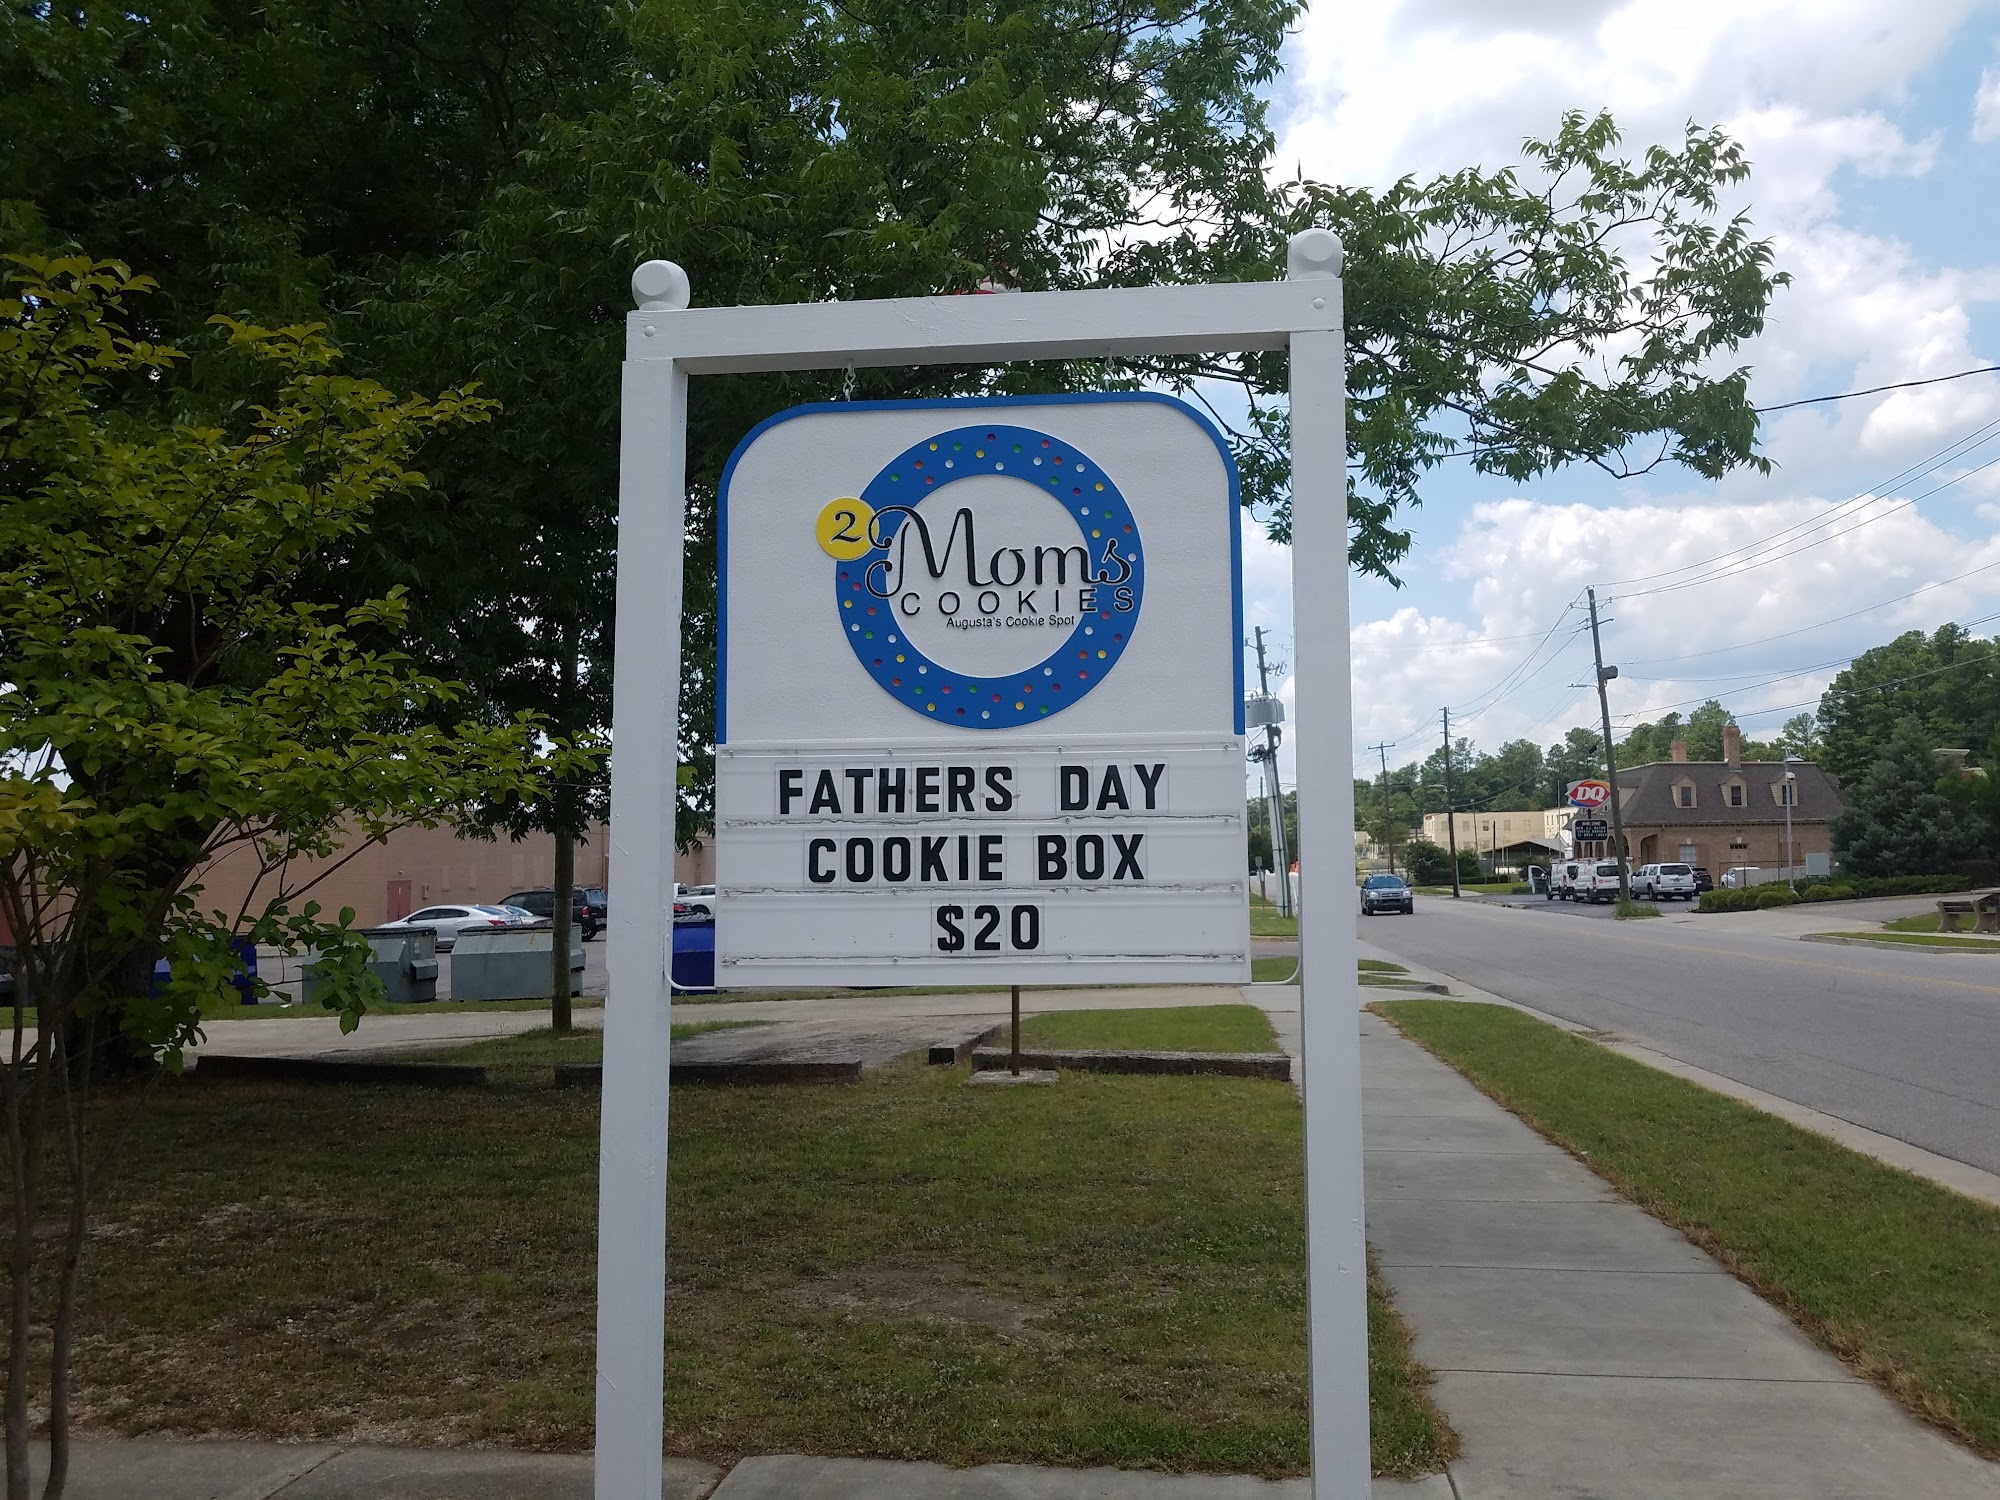 2 Moms
COOKIES
Augusta's Cookie Spot
FATHERS DAY
COOKIE BOX
$20
DQ